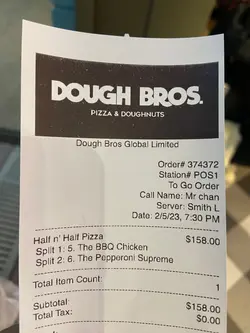 DOUGH BROS.
PIZZA & DOUGHNUTS
Dough Bros Global Limited
Order# 374372
Station# POS1
To Go Order
Call Name: Mr chan
Server: Smith L
Date: 2/5/23, 7:30 PM
Half n' Half Pizza $158.00
Split 1: 5. The BBQ Chicken
Split 2: 6. The Pepperoni Supreme
Total Item Count: 1
Subtotal: $158.00
Total Tax: $0.00